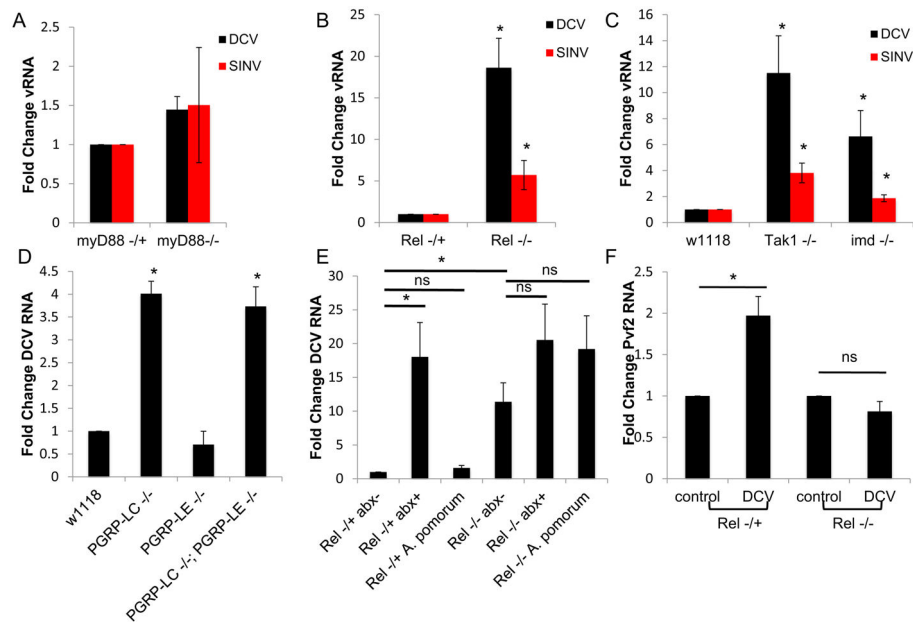 A
Fold Change vRNA
2.5
2
1.5
1
0.5
0
DCV
SINV
myD88 -/+
myD88-/-
B
Fold Change vRNA
25
20
15
10
5
0
*
*
DCV
SINV
Rel -/+
Rel -/-
C
Fold Change vRNA
16
14
12
10
8
6
4
2
0
*
*
*
*
DCV
SINV
w1118
Tak1 -/-
imd -/-
D
Fold Change DCV RNA
4.5
4
3.5
3
2.5
2
1.5
1
0.5
0
*
*
w1118
PGRP-LC -/-
PGRP-LE -/-
PGRP-LC -/-; PGRP-LE -/-
E
Fold Change DCV RNA
30
25
20
15
10
5
0
*
ns
ns
*
ns
Rel -/+ abx-
Rel -/+ abx+
Rel -/+ A. pomorum
Rel -/- abx-
Rel -/- abx+
Rel -/- A. pomorum
F
Fold Change Pvf2 RNA
2.5
2
1.5
1
0.5
0
*
ns
control
DCV
control
DCV
Rel -/+
Rel -/-